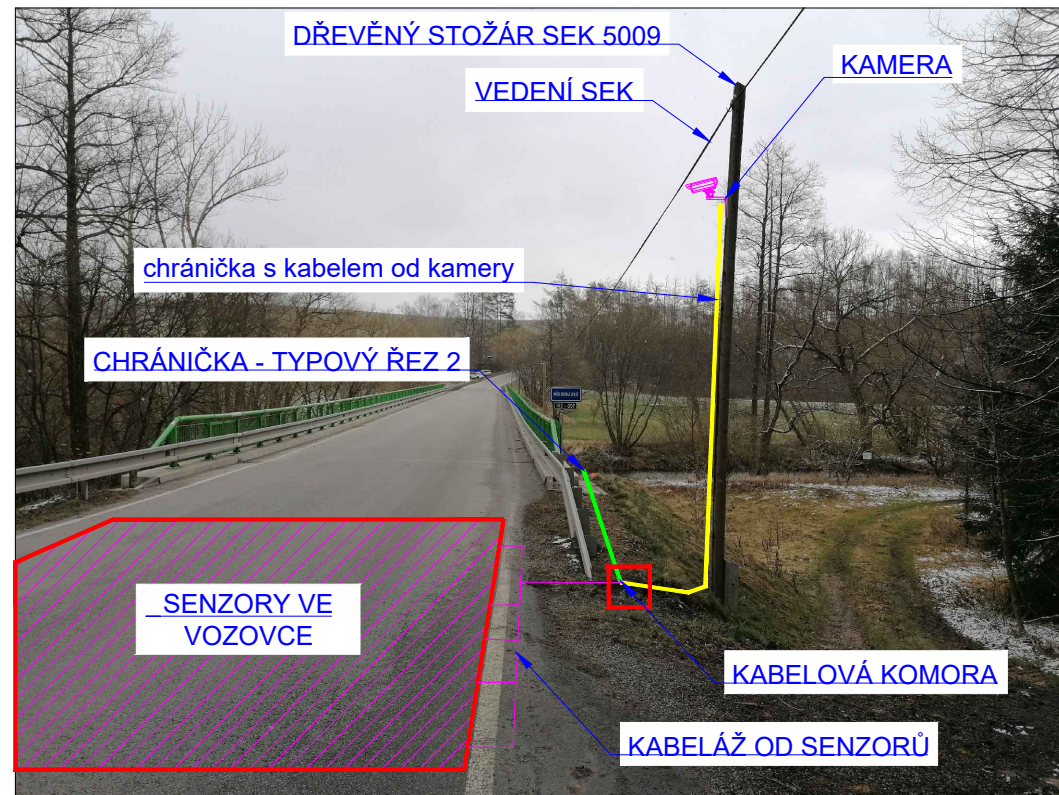 DŘEVĚNÝ STOŽÁR SEK 5009
KAMERA
VEDENÍ SEK
chránička s kabelem od kamery
CHRÁNIČKA - TYPOVÝ ŘEZ 2
_SENZORY VE
VOZOVCE
KABELOVÁ KOMORA
KABELÁŽ OD SENZORŮ